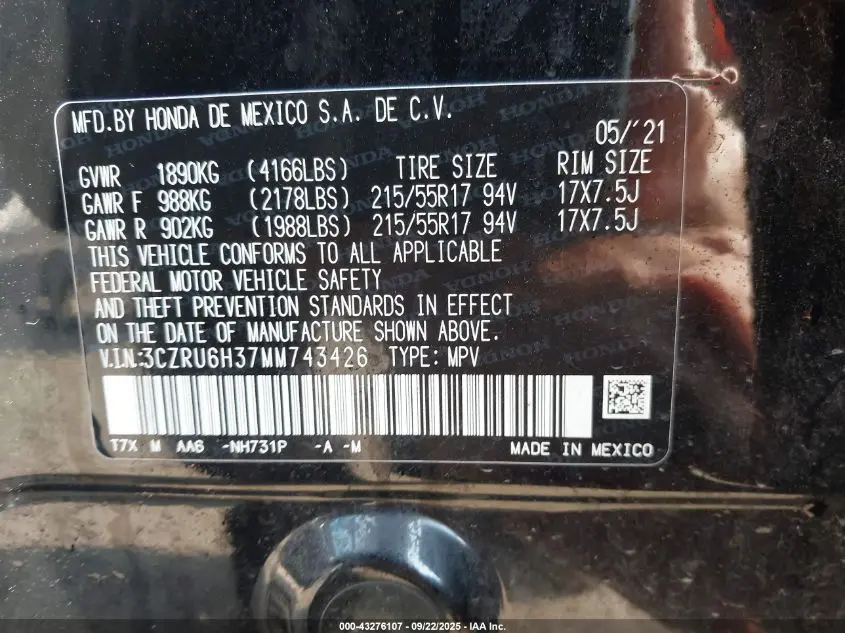 MFD.BY HONDA DE MEXICO S.A. DE C.V.
05/'21
GVWR 1890KG (4166LBS) TIRE SIZE RIM SIZE
GAWR F 988KG (2178LBS) 215/55R17 94V 17X7.5J
GAWR R 902KG (1988LBS) 215/55R17 94V 17X7.5J
THIS VEHICLE CONFORMS TO ALL APPLICABLE
FEDERAL MOTOR VEHICLE SAFETY
AND THEFT PREVENTION STANDARDS IN EFFECT
ON THE DATE OF MANUFACTURE SHOWN ABOVE.
V.I.N.:3CZRU6H37MM743426 TYPE: MPV
T7X M AA6 -NH731P -A -M MADE IN MEXICO
000-43276107 - 09/22/2025 - IAA Inc.